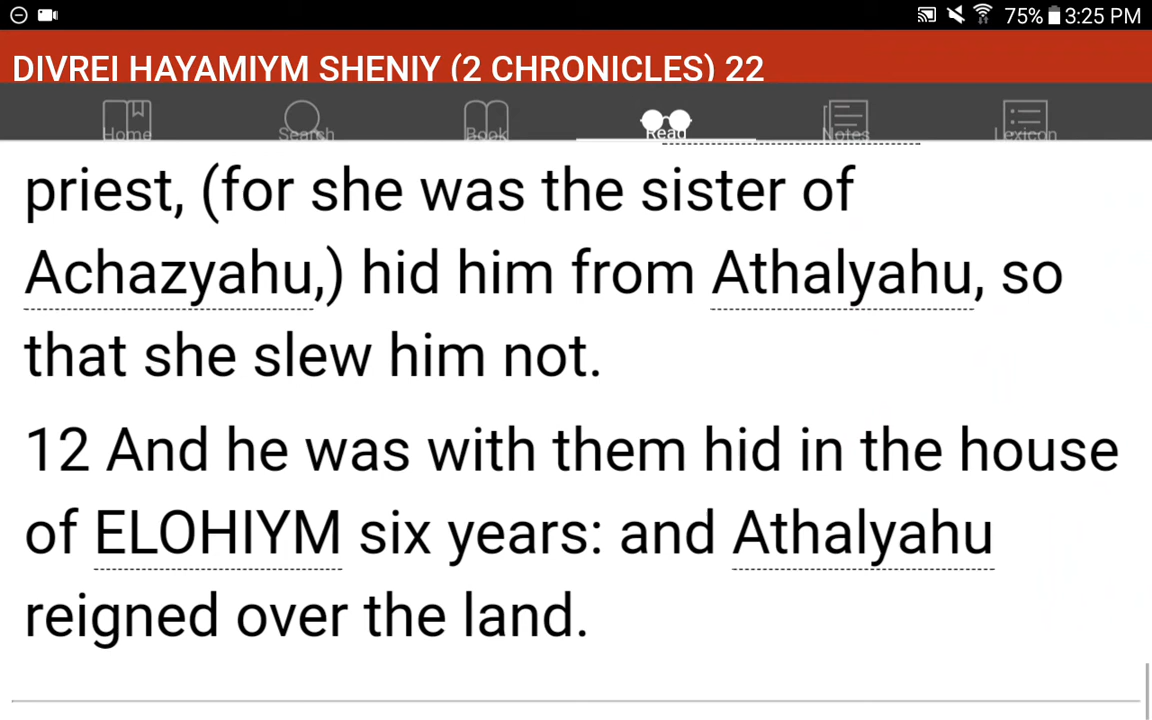 75% 3:25 PM
DIVREI HAYAMIYM SHENIY (2 CHRONICLES) 22
Home Search Book Read Notes Lexicon
priest, (for she was the sister of
Achazyahu,) hid him from Athalyahu, so
that she slew him not.
12 And he was with them hid in the house
of ELOHIYM six years: and Athalyahu
reigned over the land.